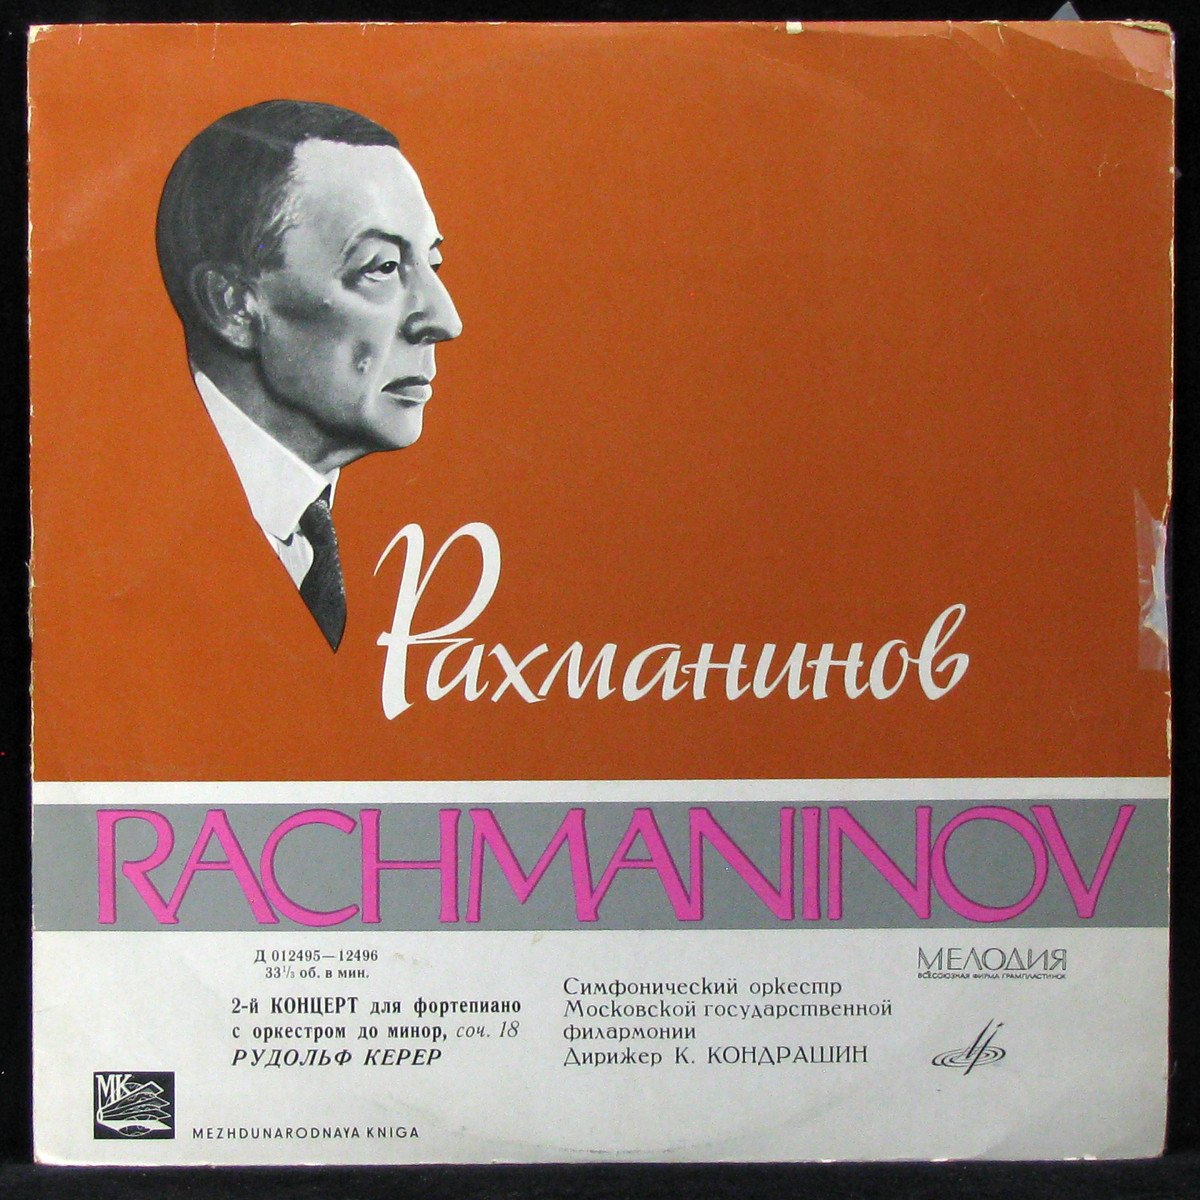 Рахманинов
RACHMANINOV
Д 012495—12496
33⅓ об. в мин.
2-й КОНЦЕРТ для фортепиано
с оркестром до минор, соч. 18
РУДОЛЬФ КЕРЕР
Симфонический оркестр
Московской государственной
филармонии
Дирижер К. КОНДРАШИН
МЕЛОДИЯ
ВСЕСОЮЗНАЯ ФИРМА ГРАМПЛАСТИНОК
МК
MEZHDUNARODNAYA KNIGA